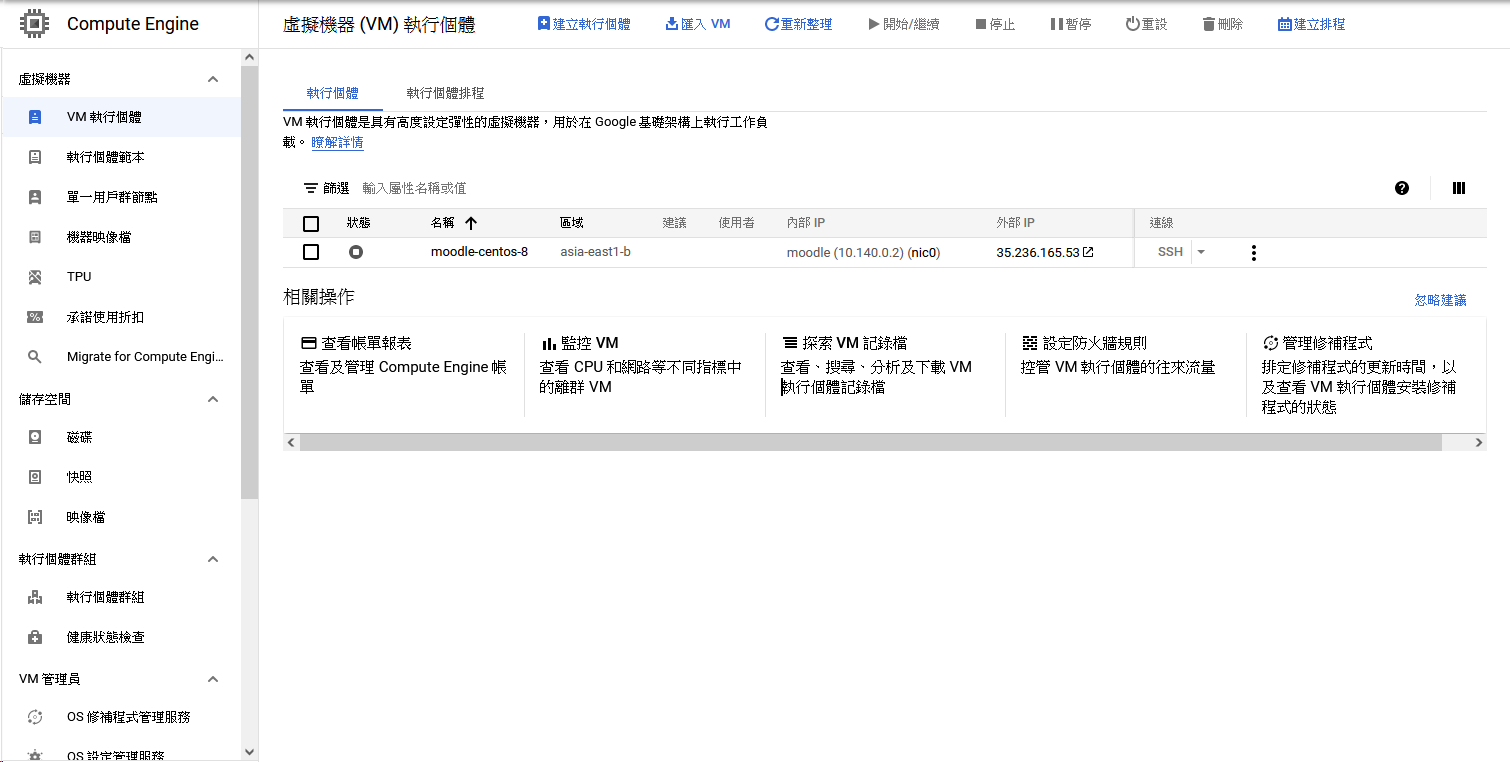 Compute Engine
虛擬機器 (VM) 執行個體
建立執行個體
匯入 VM
重新整理
開始/繼續
停止
暫停
重設
刪除
建立排程
虛擬機器
VM 執行個體
執行個體範本
單一用戶群節點
機器映像檔
TPU
承諾使用折扣
Migrate for Compute Engi...
儲存空間
磁碟
快照
映像檔
執行個體群組
執行個體群組
健康狀態檢查
VM 管理員
OS 修補程式管理服務
OS 設定管理服務
執行個體
執行個體排程
VM 執行個體是具有高度設定彈性的虛擬機器，用於在 Google 基礎架構上執行工作負
載。 瞭解詳情
篩選 輸入屬性名稱或值
狀態 名稱 區域 建議 使用者 內部 IP 外部 IP 連線
moodle-centos-8 asia-east1-b moodle (10.140.0.2) (nic0) 35.236.165.53 SSH
相關操作
忽略建議
查看帳單報表
查看及管理 Compute Engine 帳
單
監控 VM
查看 CPU 和網路等不同指標中
的離群 VM
探索 VM 記錄檔
查看、搜尋、分析及下載 VM
執行個體記錄檔
設定防火牆規則
控管 VM 執行個體的往來流量
管理修補程式
排定修補程式的更新時間，以
及查看 VM 執行個體安裝修補
程式的狀態